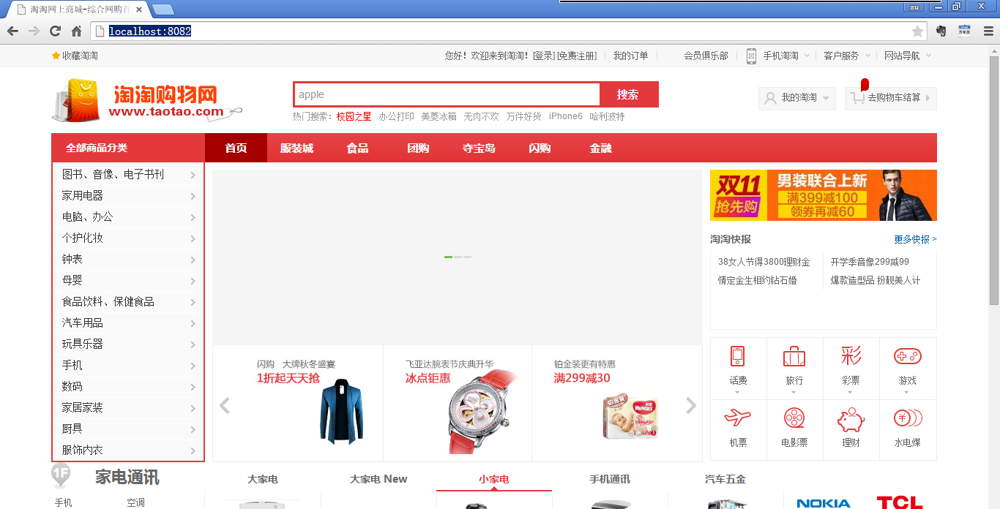 淘淘网上商城-综合网购首
su
localhost:8082
收藏淘淘
您好！欢迎来到淘淘！[登录] [免费注册]
我的订单
会员俱乐部
手机淘淘
客户服务
网站导航
淘淘购物网
www.taotao.com
apple
搜索
我的淘淘
去购物车结算
热门搜索：校园之星 办公打印 美菱冰箱 无肉不欢 万件好货 iPhone6 哈利波特
全部商品分类
首页 服装城 食品 团购 夺宝岛 闪购 金融
图书、音像、电子书刊
家用电器
电脑、办公
个护化妆
钟表
母婴
食品饮料、保健食品
汽车用品
玩具乐器
手机
数码
家居家装
厨具
服饰内衣
双11
抢先购
男装联合上新
满399减100
领券再减60
淘淘快报
更多快报 >
38女人节得3800理财金
开学季音像299减99
情定金生相约钻石婚
爆款造型品 扮靓美人计
闪购 大牌秋冬盛宴
1折起天天抢
飞亚达腕表节庆典升华
冰点钜惠
铂金装更有特惠
满299减30
铂金装
HUGGIES
话费 旅行 彩票 游戏
机票 电影票 理财 水电煤
1F
家电通讯
大家电
大家电 New
小家电
手机通讯
汽车五金
手机
空调
NOKIA
TCL